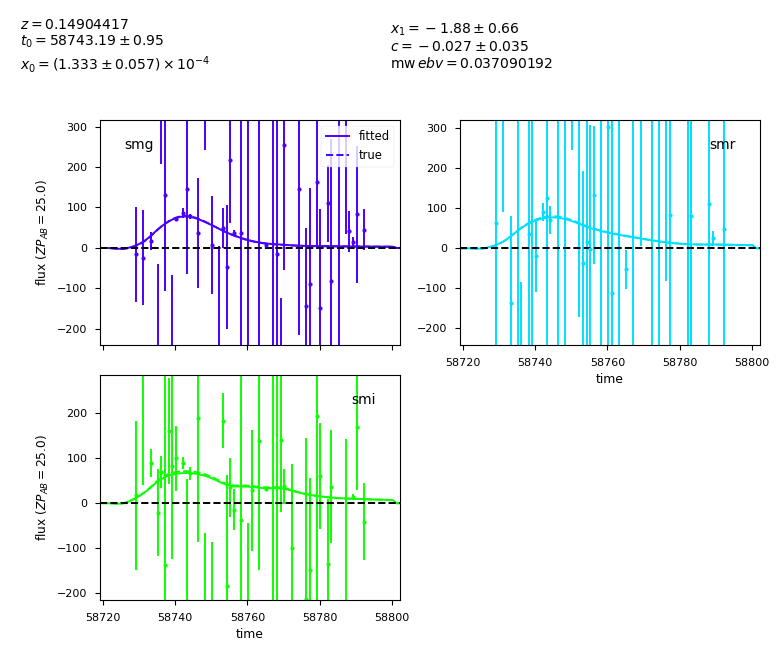 z = 0.14904417
t₀ = 58743.19 ± 0.95
x₀ = (1.333 ± 0.057) × 10⁻⁴
x₁ = −1.88 ± 0.66
c = −0.027 ± 0.035
mwebv = 0.037090192
smg
fitted
true
300
200
100
0
−100
−200
flux (ZP_AB = 25.0)
smr
300
200
100
0
−100
−200
58720 58740 58760 58780 58800
time
smi
200
100
0
−100
−200
flux (ZP_AB = 25.0)
58720 58740 58760 58780 58800
time